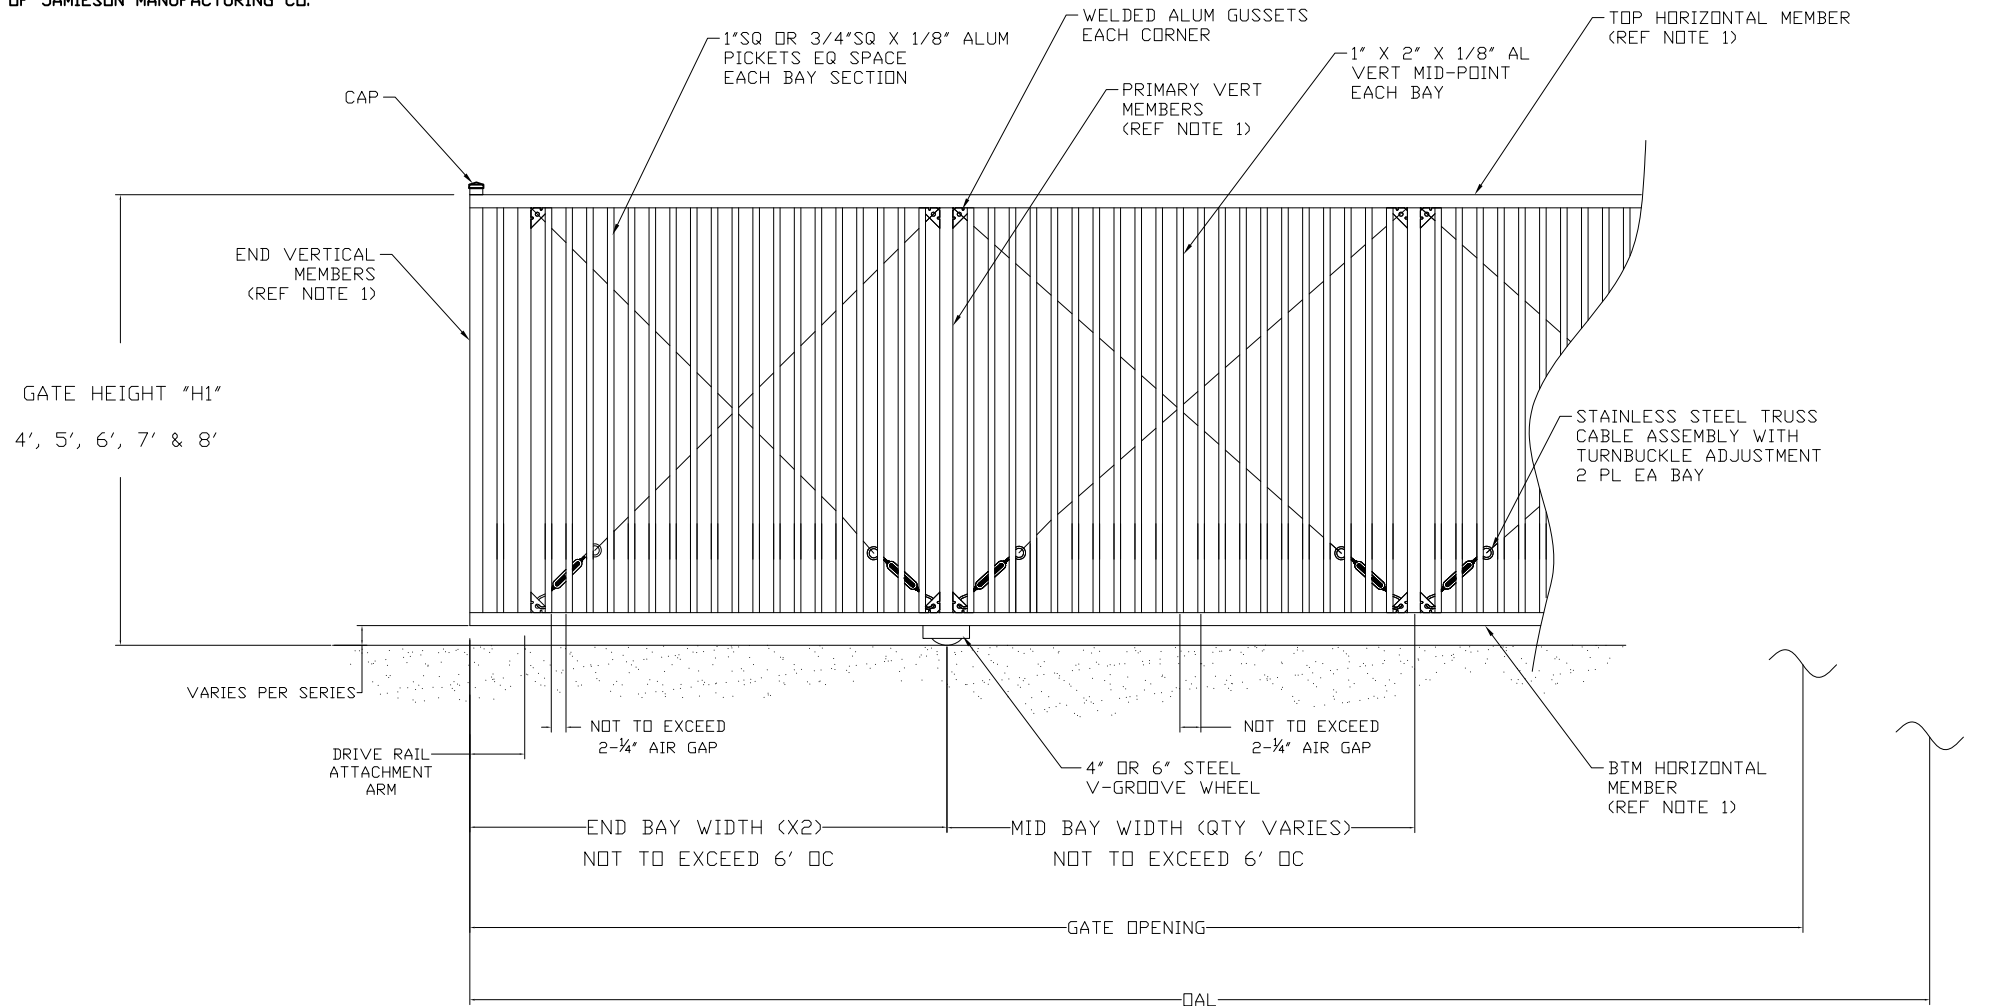 OF JAMIESON MANUFACTURING CO.
WELDED ALUM GUSSETS
EACH CORNER
TOP HORIZONTAL MEMBER
(REF NOTE 1)
1"SQ OR 3/4"SQ X 1/8" ALUM
PICKETS EQ SPACE
EACH BAY SECTION
1" X 2" X 1/8" AL
VERT MID-POINT
EACH BAY
CAP
PRIMARY VERT
MEMBERS
(REF NOTE 1)
END VERTICAL
MEMBERS
(REF NOTE 1)
GATE HEIGHT "H1"
4', 5', 6', 7' & 8'
STAINLESS STEEL TRUSS
CABLE ASSEMBLY WITH
TURNBUCKLE ADJUSTMENT
2 PL EA BAY
VARIES PER SERIES
NOT TO EXCEED
2-¼" AIR GAP
NOT TO EXCEED
2-¼" AIR GAP
DRIVE RAIL
ATTACHMENT
ARM
4" OR 6" STEEL
V-GROOVE WHEEL
BTM HORIZONTAL
MEMBER
(REF NOTE 1)
END BAY WIDTH (X2)
NOT TO EXCEED 6' OC
MID BAY WIDTH (QTY VARIES)
NOT TO EXCEED 6' OC
GATE OPENING
OAL